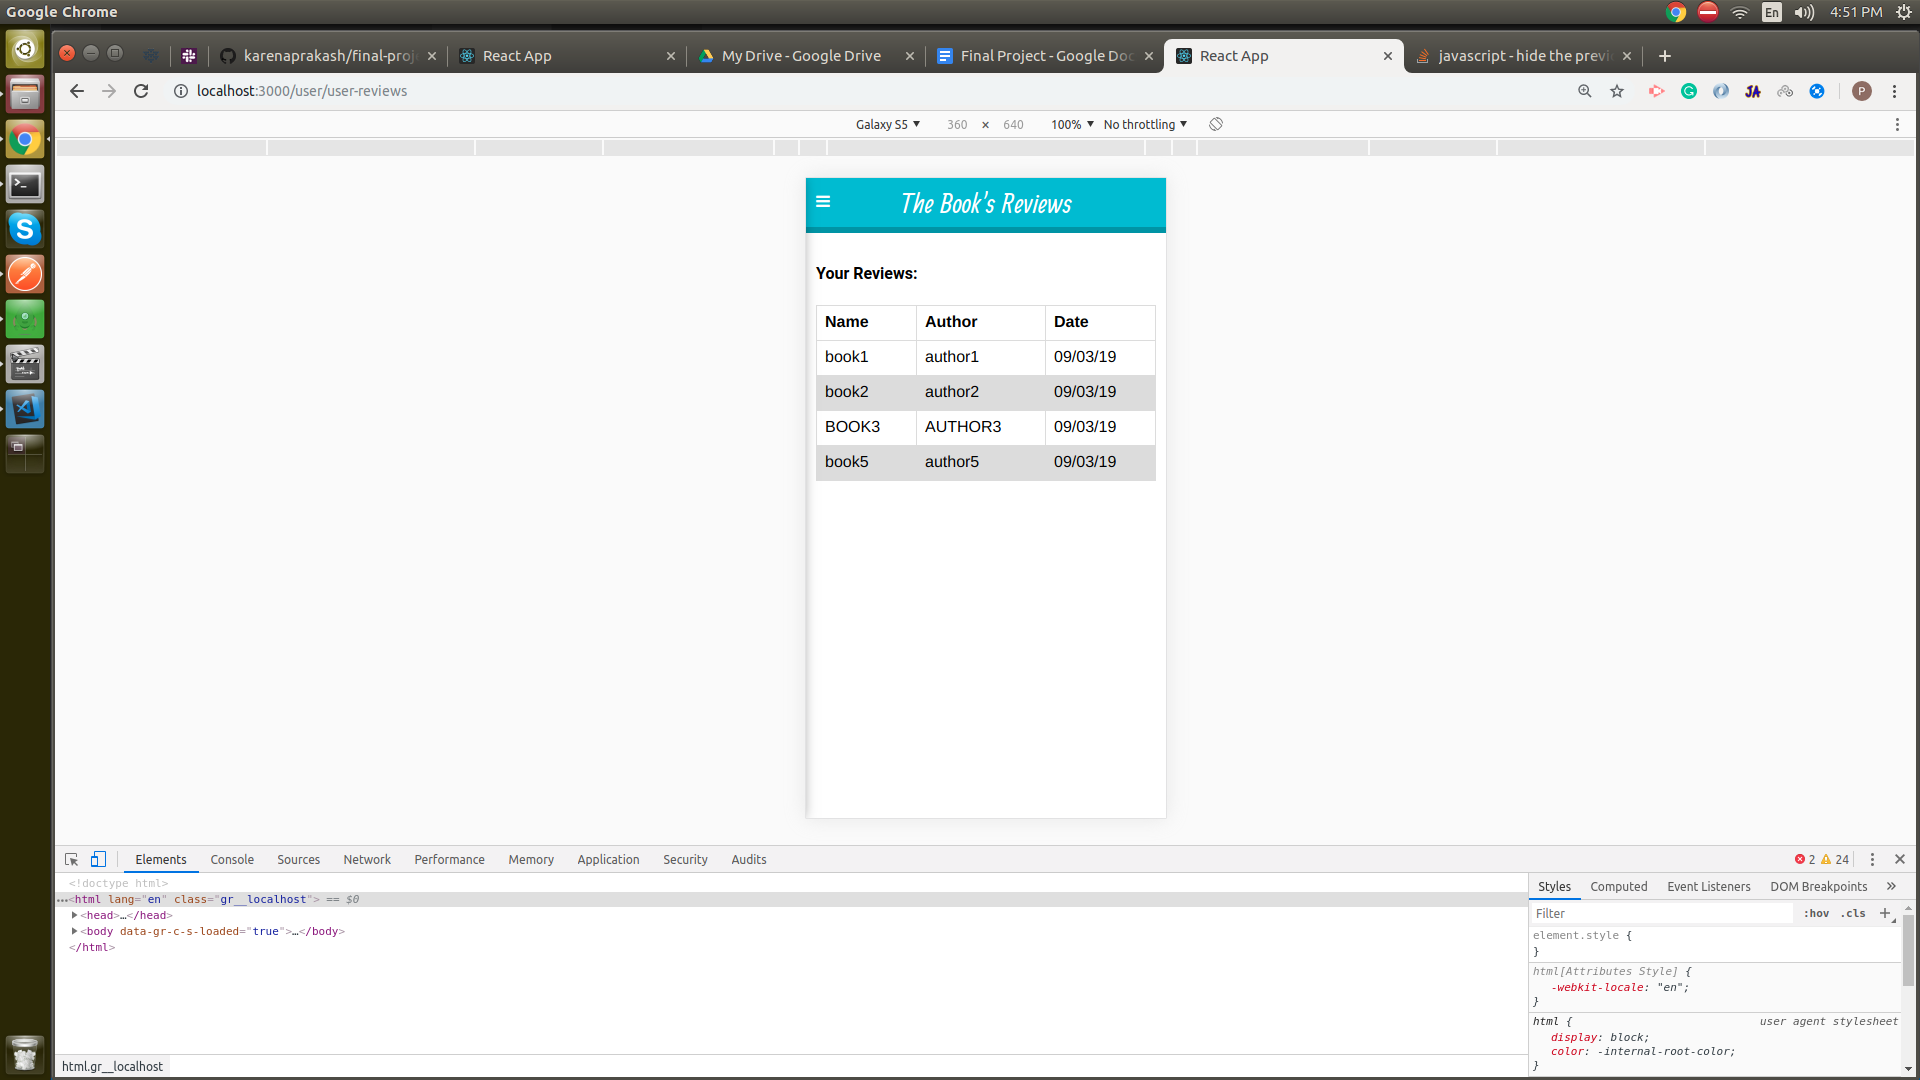 Google Chrome
En
4:51 PM
karenaprakash/final-proj
React App
My Drive - Google Drive
Final Project - Google Doc
React App
javascript - hide the previ
localhost:3000/user/user-reviews
JA
P
Galaxy S5 360 × 640 100% No throttling
The Book's Reviews
Your Reviews:
Name Author Date
book1 author1 09/03/19
book2 author2 09/03/19
BOOK3 AUTHOR3 09/03/19
book5 author5 09/03/19
Elements Console Sources Network Performance Memory Application Security Audits 2 24
<!doctype html>
…<html lang="en" class="gr__localhost"> == $0
<head>…</head>
<body data-gr-c-s-loaded="true">…</body>
</html>
html.gr__localhost
Styles Computed Event Listeners DOM Breakpoints »
Filter :hov .cls +
element.style {
}
html[Attributes Style] {
-webkit-locale: "en";
}
html { user agent stylesheet
display: block;
color: -internal-root-color;
}